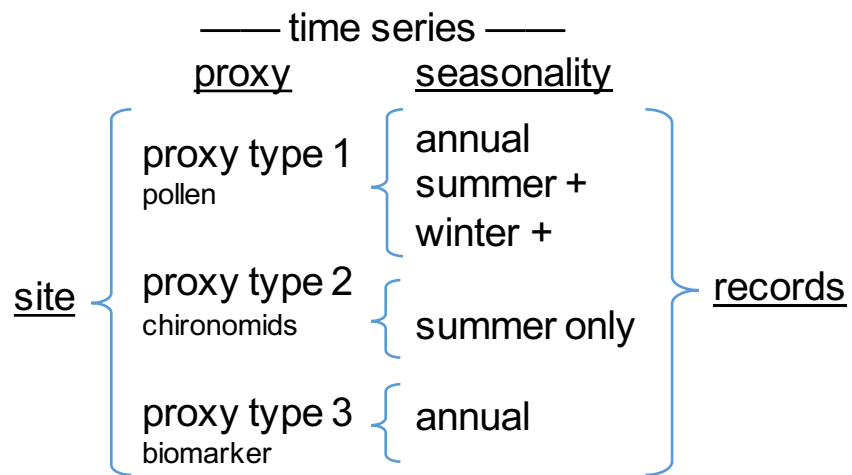 —— time series ——
proxy seasonality
proxy type 1
pollen
annual
summer +
winter +
site
proxy type 2
chironomids
summer only
records
proxy type 3
biomarker
annual